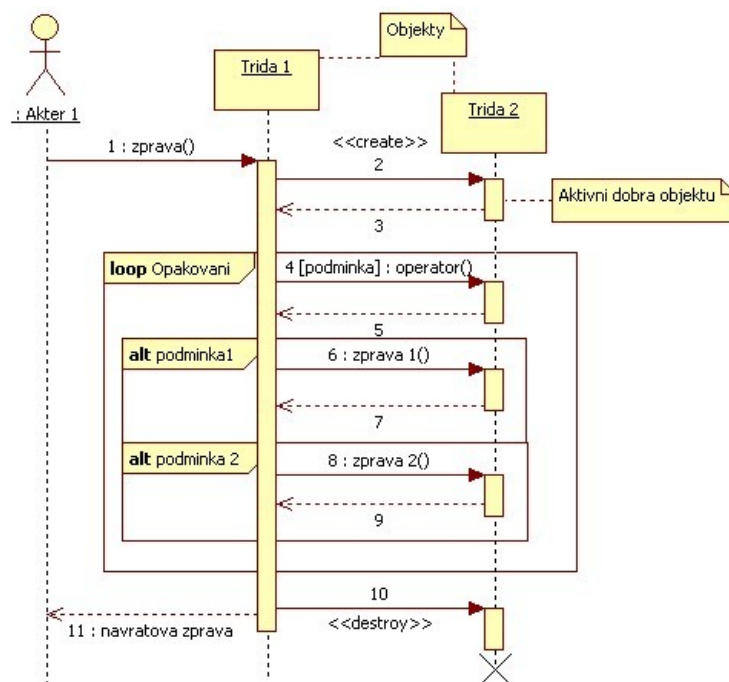 Objekty
Trida 1
: Akter 1
Trida 2
1 : zprava()
<<create>>
2
Aktivni dobra objektu
3
loop Opakovani
4 [podminka] : operator()
5
alt podminka1
6 : zprava 1()
7
alt podminka 2
8 : zprava 2()
9
10
11 : navratova zprava
<<destroy>>